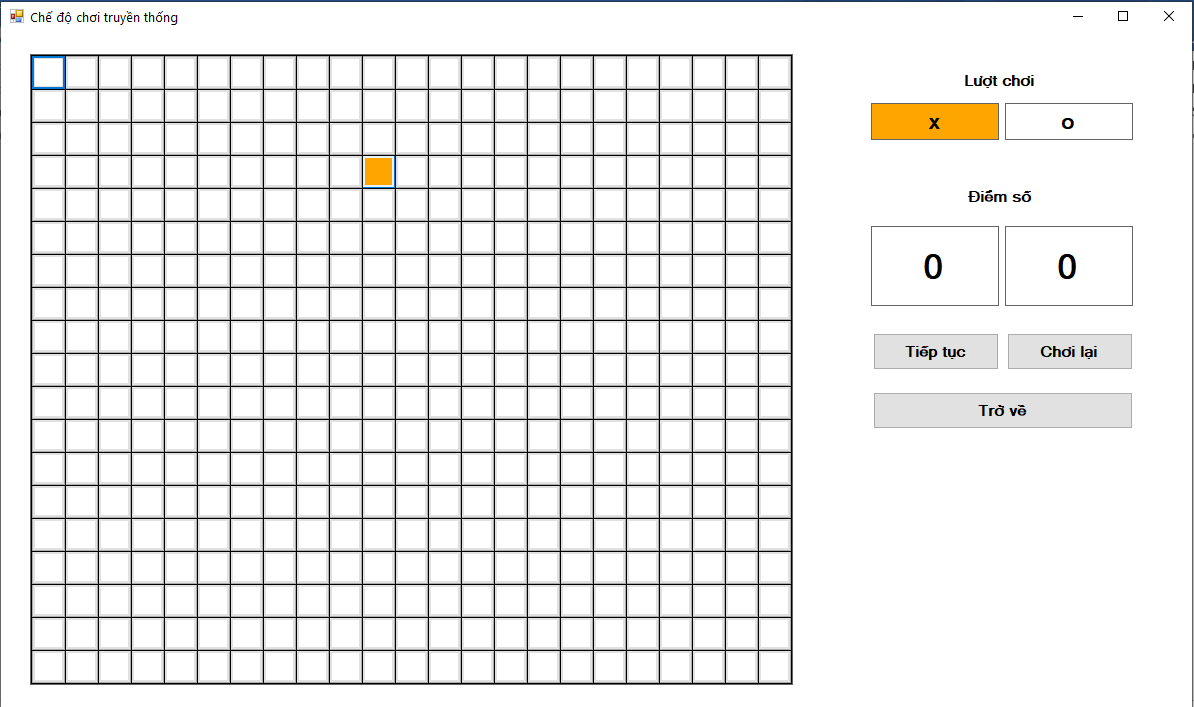 Chế độ chơi truyền thống
Lượt chơi
x o
Điểm số
0 0
Tiếp tục Chơi lại
Trở về